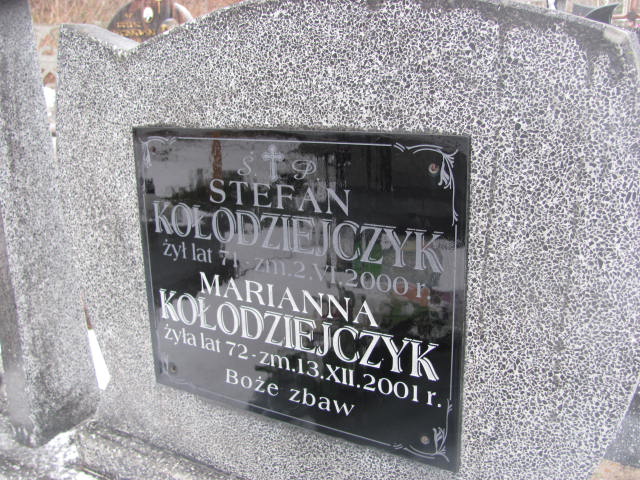 Ś. P.
STEFAN
KOŁODZIEJCZYK
żył lat 71 - zm. 2.VI.2000 r.
MARIANNA
KOŁODZIEJCZYK
żyła lat 72 - zm. 13.XII.2001 r.
Boże zbaw